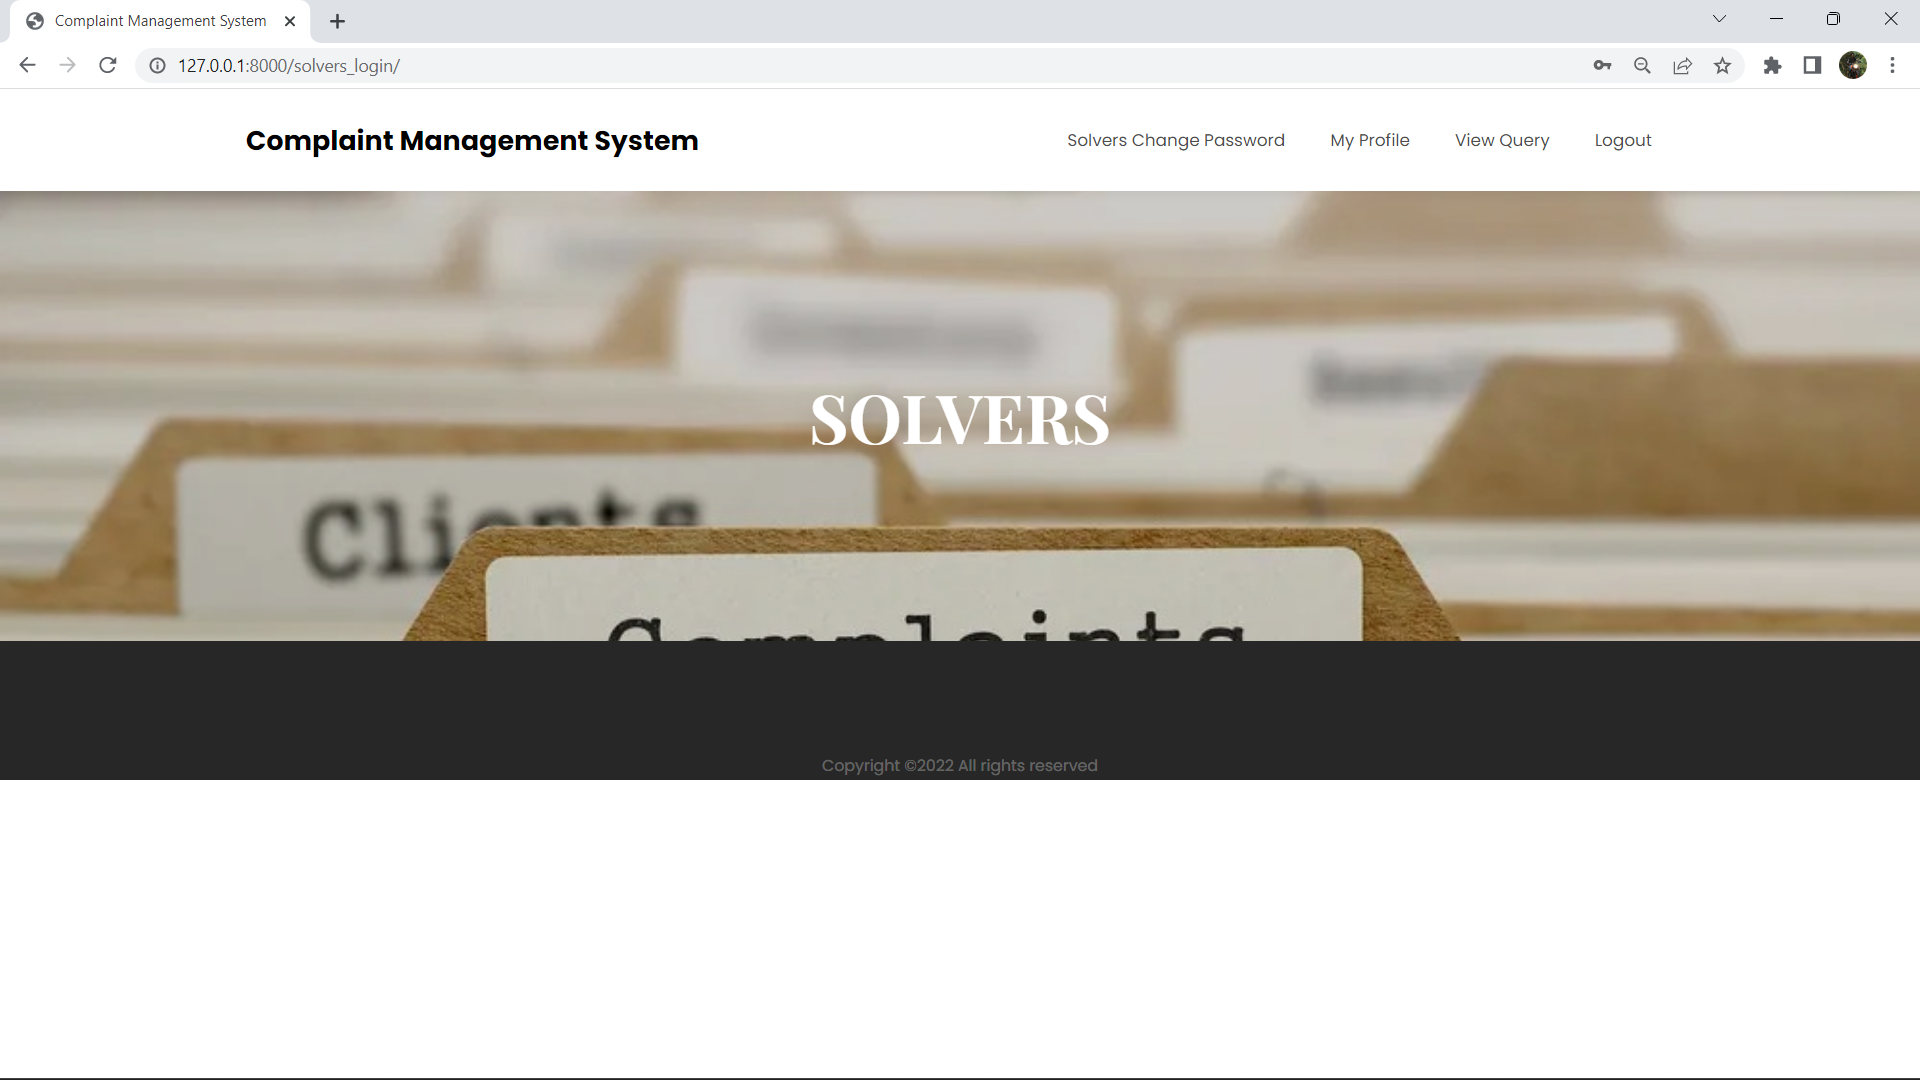 Complaint Management System
127.0.0.1:8000/solvers_login/
Complaint Management System
Solvers Change Password
My Profile
View Query
Logout
SOLVERS
Clients
Complaints
Copyright ©2022 All rights reserved